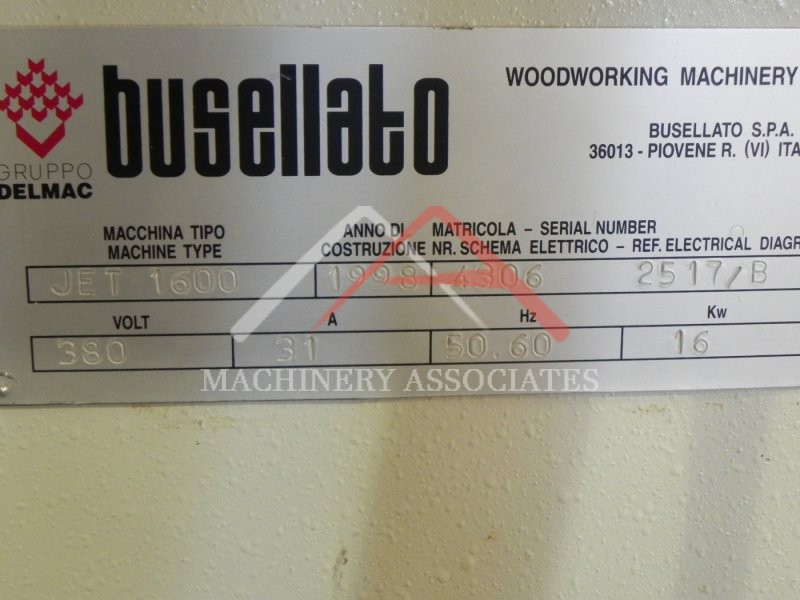 GRUPPO
DELMAC
busellato
WOODWORKING MACHINERY
BUSELLATO S.P.A.
36013 - PIOVENE R. (VI) ITA
MACCHINA TIPO
MACHINE TYPE
ANNO DI
COSTRUZIONE
MATRICOLA – SERIAL NUMBER
NR. SCHEMA ELETTRICO – REF. ELECTRICAL DIAGR
JET 1600
1998
4306
2517/B
VOLT
A
Hz
Kw
380
31
50.60
16
MACHINERY ASSOCIATES